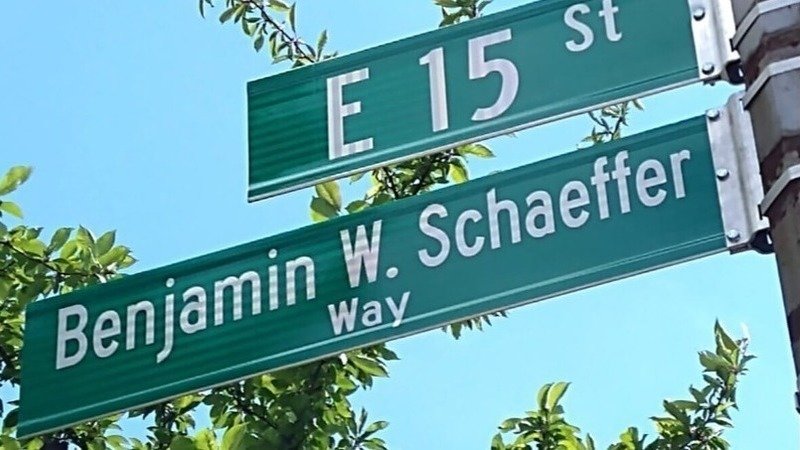 E 15 St
Benjamin W. Schaeffer
Way